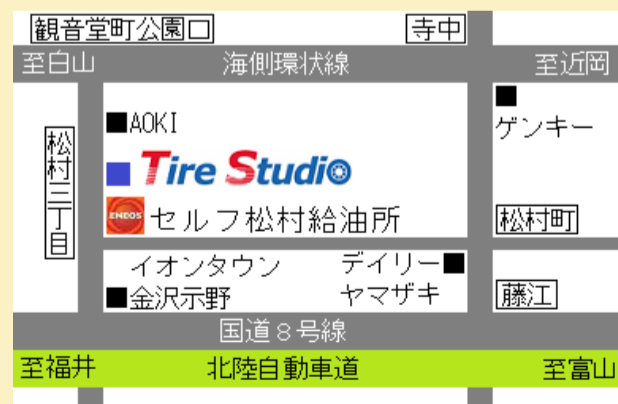 観音堂町公園口
寺中
至白山
海側環状線
至近岡
AOKI
ゲンキー
松村三丁目
Tire Studio
ENEOS
セルフ松村給油所
松村町
イオンタウン
金沢示野
デイリー
ヤマザキ
藤江
国道8号線
至福井
北陸自動車道
至富山